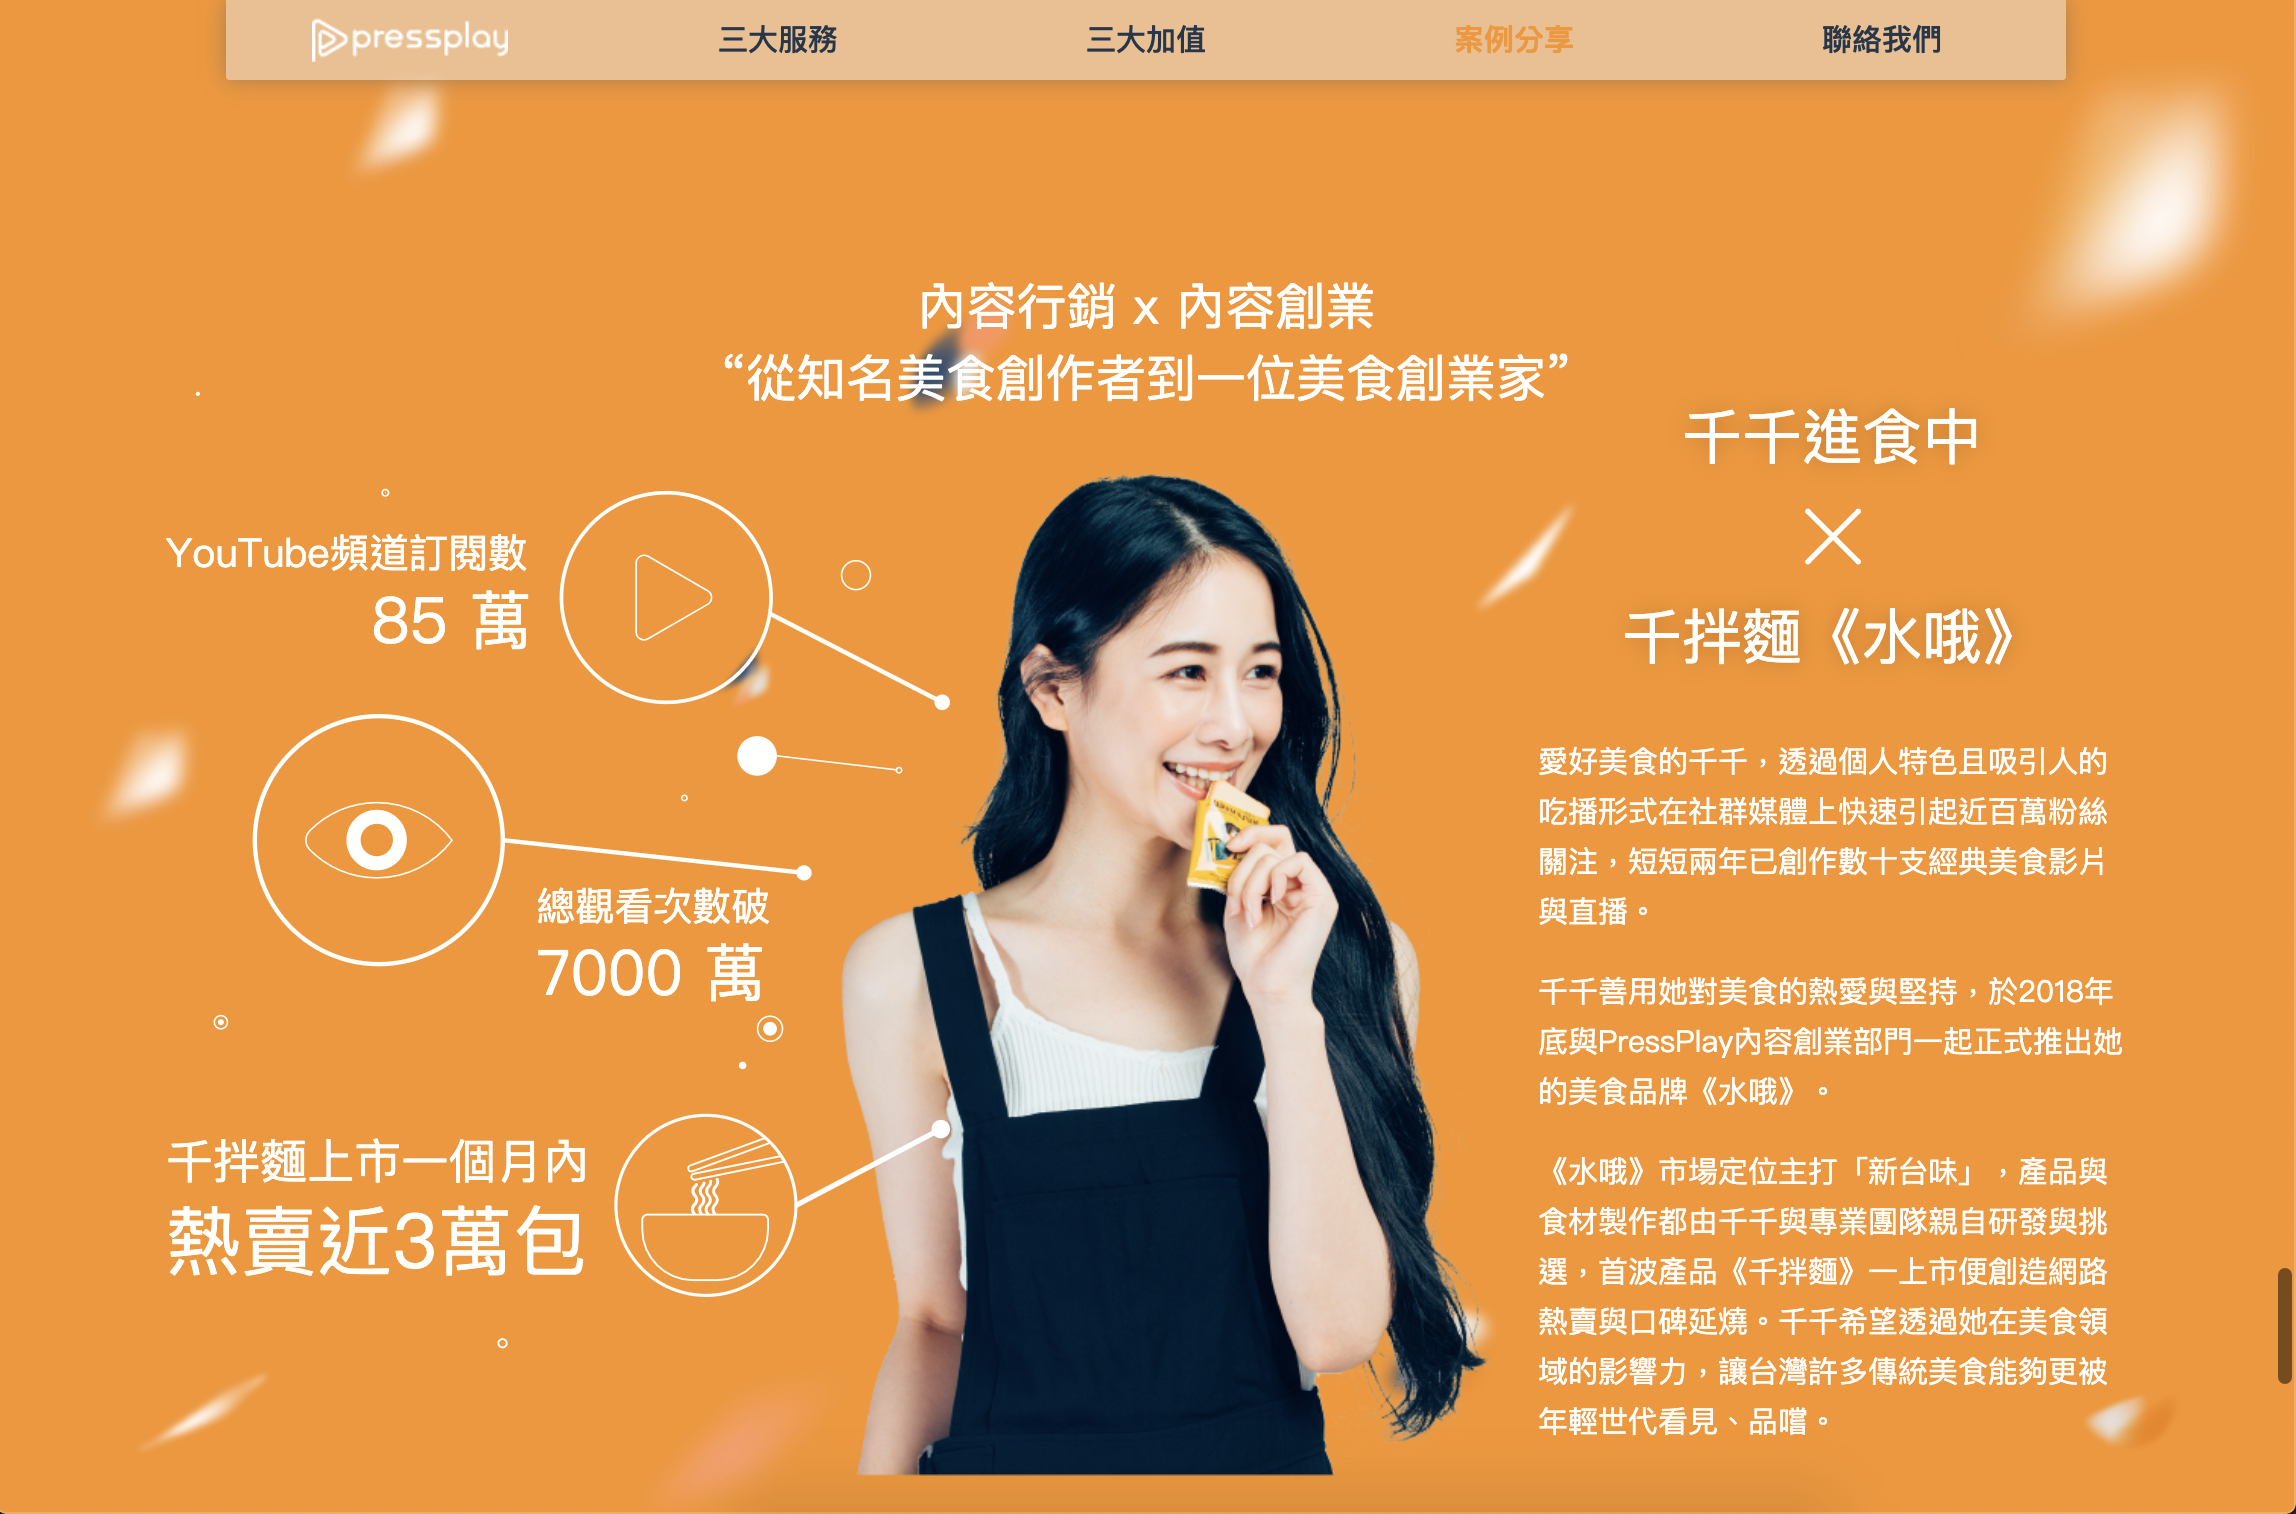 pressplay
三大服務
三大加值
案例分享
聯絡我們
內容行銷 x 內容創業
“從知名美食創作者到一位美食創業家”
YouTube頻道訂閱數
85 萬
總觀看次數破
7000 萬
千拌麵上市一個月內
熱賣近3萬包
千千進食中
千拌麵《水哦》
愛好美食的千千，透過個人特色且吸引人的
吃播形式在社群媒體上快速引起近百萬粉絲
關注，短短兩年已創作數十支經典美食影片
與直播。
千千善用她對美食的熱愛與堅持，於2018年
底與PressPlay內容創業部門一起正式推出她
的美食品牌《水哦》。
《水哦》市場定位主打「新台味」，產品與
食材製作都由千千與專業團隊親自研發與挑
選，首波產品《千拌麵》一上市便創造網路
熱賣與口碑延燒。千千希望透過她在美食領
域的影響力，讓台灣許多傳統美食能夠更被
年輕世代看見、品嚐。